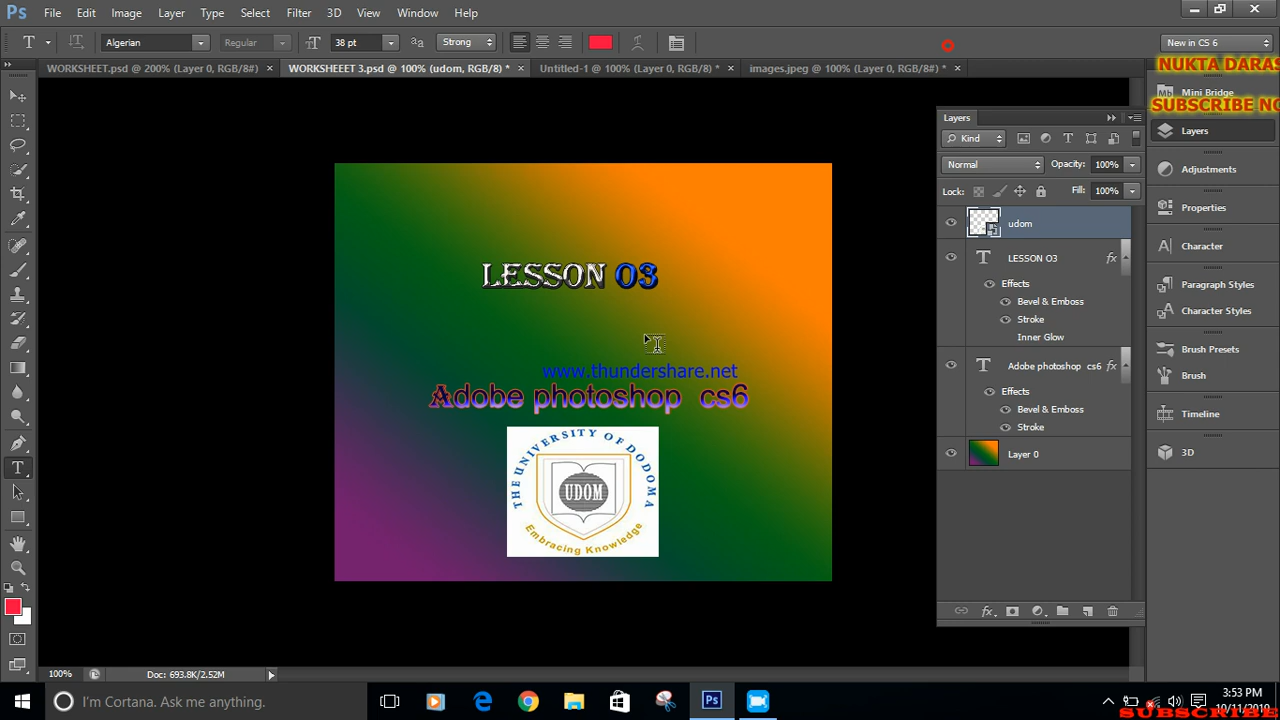 Ps File Edit Image Layer Type Select Filter 3D View Window Help
T Algerian Regular 38 pt Strong New in CS 6
WORKSHEET.psd @ 200% (Layer 0, RGB/8#) × WORKSHEEET 3.psd @ 100% (udom, RGB/8) * × Untitled-1 @ 100% (Layer 0, RGB/8) * × images.jpeg @ 100% (Layer 0, RGB/8#) * ×
NUKTA DARAS
Mb Mini Bridge
SUBSCRIBE NO
Layers
Kind
Normal Opacity: 100%
Lock: Fill: 100%
udom
LESSON O3 fx
Effects
Bevel & Emboss
Stroke
Inner Glow
Adobe photoshop cs6 fx
Effects
Bevel & Emboss
Stroke
Layer 0
Layers
Adjustments
Properties
Character
Paragraph Styles
Character Styles
Brush Presets
Brush
Timeline
3D
LESSON O3
www.thundershare.net
Adobe photoshop cs6
THE UNIVERSITY OF DODOMA
UDOM
Embracing Knowledge
100% Doc: 693.8K/2.52M
I'm Cortana. Ask me anything.
3:53 PM
SUBSCRIBE